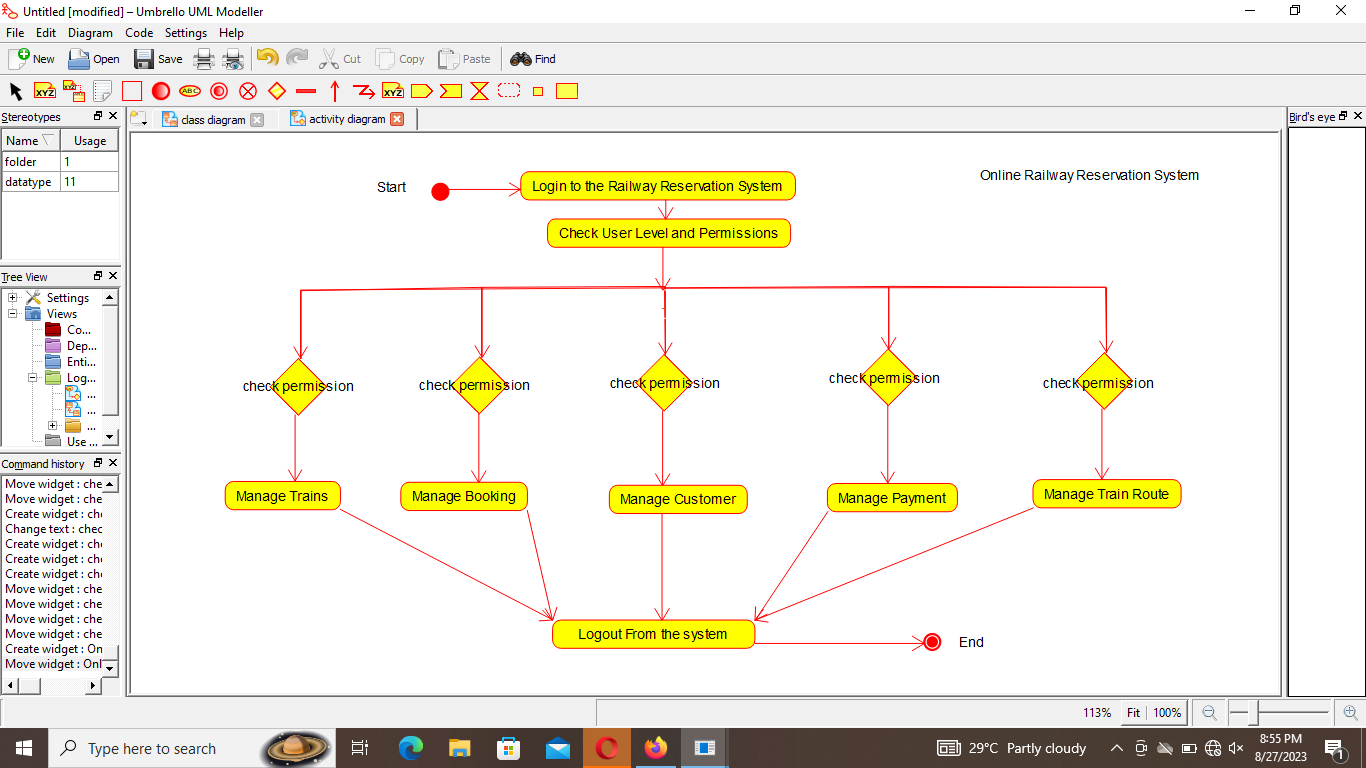 Untitled [modified] – Umbrello UML Modeller
File Edit Diagram Code Settings Help
New Open Save Cut Copy Paste Find
XYZ XYZ ABC XYZ
Stereotypes
class diagram
activity diagram
Bird's eye
Name Usage
folder 1
datatype 11
Tree View
Settings
Views
Co...
Dep...
Enti...
Log...
...
...
...
Use ...
Command history
Move widget : che
Move widget : che
Create widget : ch
Change text : chec
Create widget : ch
Create widget : ch
Create widget : ch
Move widget : che
Move widget : che
Move widget : che
Move widget : che
Create widget : On
Move widget : Onl
Online Railway Reservation System
Start
Login to the Railway Reservation System
Check User Level and Permissions
check permission
check permission
check permission
check permission
check permission
Manage Trains
Manage Booking
Manage Customer
Manage Payment
Manage Train Route
Logout From the system
End
113% Fit 100%
Type here to search
29°C Partly cloudy
8:55 PM
8/27/2023
1